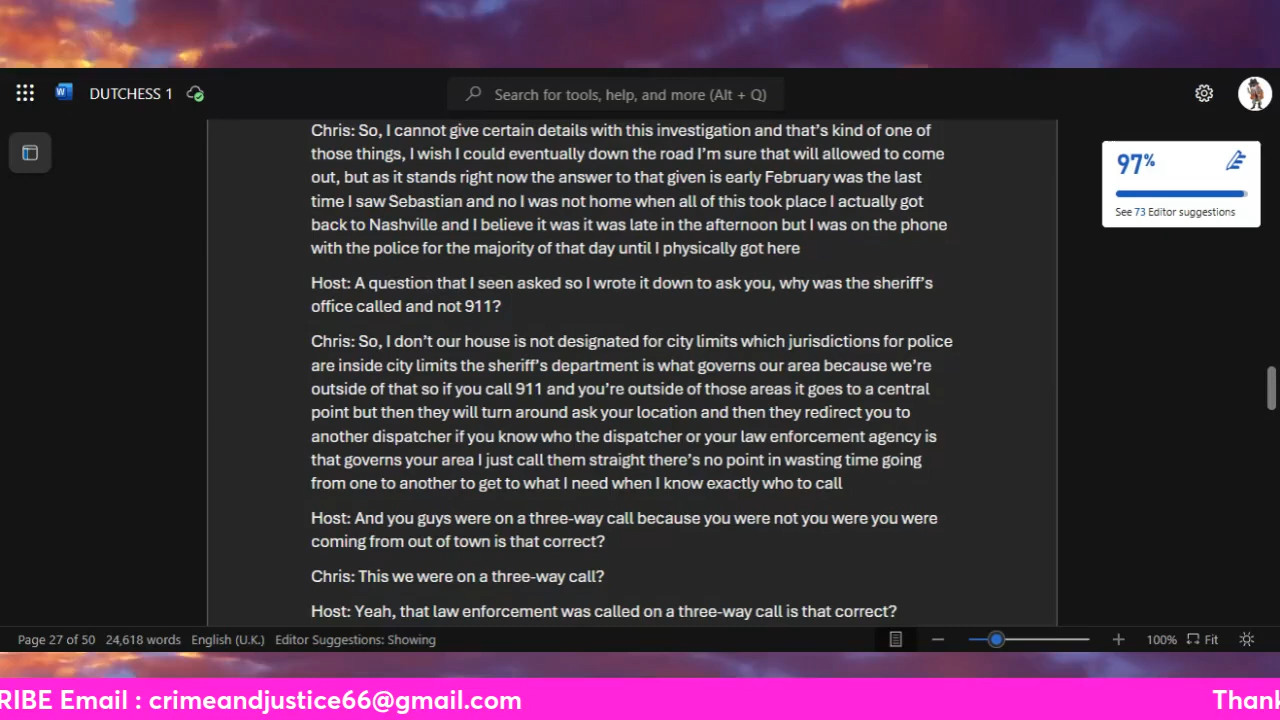 DUTCHESS 1
Search for tools, help, and more (Alt + Q)
Chris: So, I cannot give certain details with this investigation and that's kind of one of
those things, I wish I could eventually down the road I'm sure that will allowed to come
out, but as it stands right now the answer to that given is early February was the last
time I saw Sebastian and no I was not home when all of this took place I actually got
back to Nashville and I believe it was it was late in the afternoon but I was on the phone
with the police for the majority of that day until I physically got here
Host: A question that I seen asked so I wrote it down to ask you, why was the sheriff's
office called and not 911?
Chris: So, I don't our house is not designated for city limits which jurisdictions for police
are inside city limits the sheriff's department is what governs our area because we're
outside of that so if you call 911 and you're outside of those areas it goes to a central
point but then they will turn around ask your location and then they redirect you to
another dispatcher if you know who the dispatcher or your law enforcement agency is
that governs your area I just call them straight there's no point in wasting time going
from one to another to get to what I need when I know exactly who to call
Host: And you guys were on a three-way call because you were not you were you were
coming from out of town is that correct?
Chris: This we were on a three-way call?
Host: Yeah, that law enforcement was called on a three-way call is that correct?
97%
See 73 Editor suggestions
Page 27 of 50 24,618 words English (U.K.) Editor Suggestions: Showing
100% Fit
RIBE Email : crimeandjustice66@gmail.com
Thank